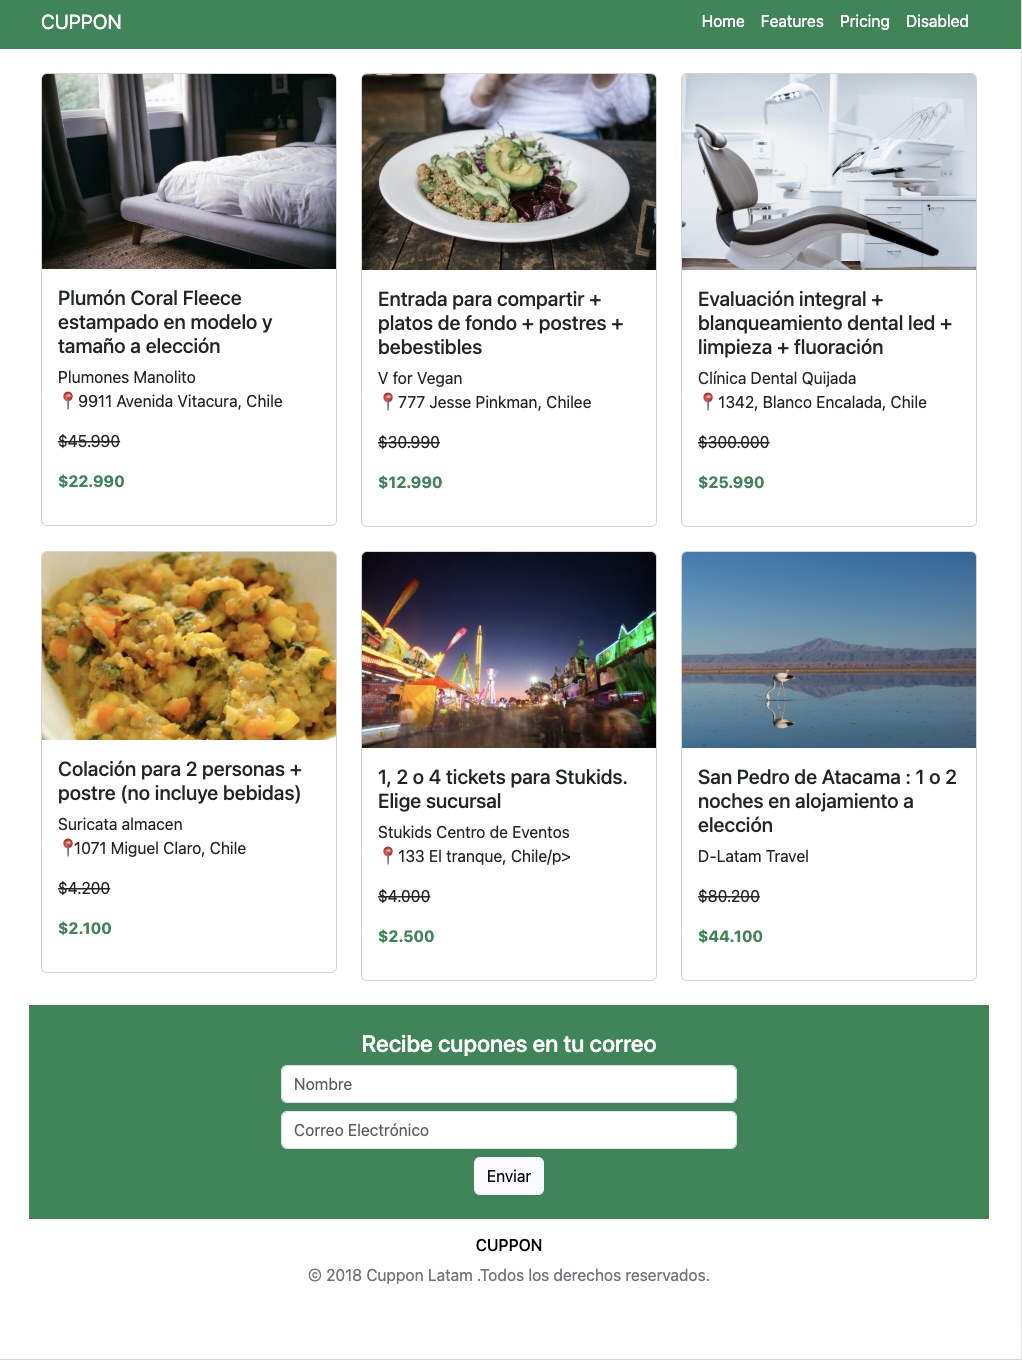 CUPPON
Home Features Pricing Disabled
Plumón Coral Fleece
estampado en modelo y
tamaño a elección
Plumones Manolito
📍9911 Avenida Vitacura, Chile
$45.990
$22.990
Entrada para compartir +
platos de fondo + postres +
bebestibles
V for Vegan
📍777 Jesse Pinkman, Chilee
$30.990
$12.990
Evaluación integral +
blanqueamiento dental led +
limpieza + fluoración
Clínica Dental Quijada
📍1342, Blanco Encalada, Chile
$300.000
$25.990
Colación para 2 personas +
postre (no incluye bebidas)
Suricata almacen
📍1071 Miguel Claro, Chile
$4.200
$2.100
1, 2 o 4 tickets para Stukids.
Elige sucursal
Stukids Centro de Eventos
📍133 El tranque, Chile/p>
$4.000
$2.500
San Pedro de Atacama : 1 o 2
noches en alojamiento a
elección
D-Latam Travel
$80.200
$44.100
Recibe cupones en tu correo
Nombre
Correo Electrónico
Enviar
CUPPON
© 2018 Cuppon Latam .Todos los derechos reservados.